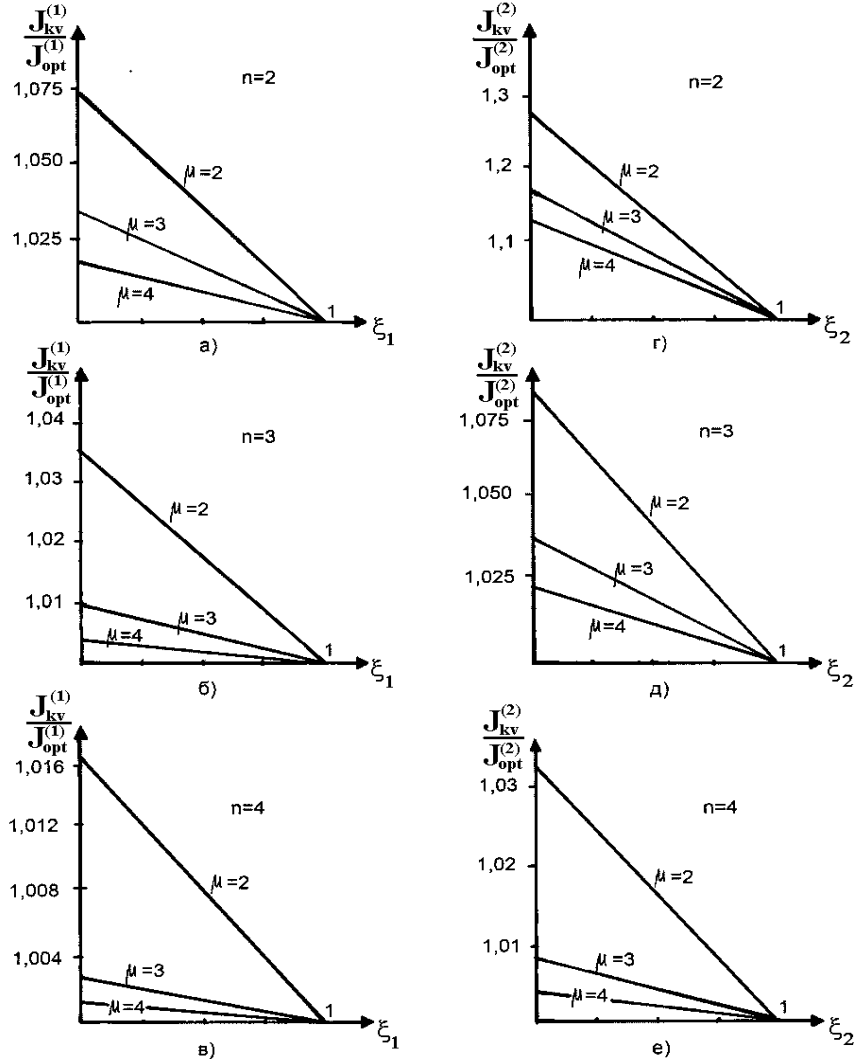 J_kv^(1)
J_opt^(1)
1,075
1,050
1,025
n=2
μ=2
μ=3
μ=4
1
ξ₁
а)
J_kv^(2)
J_opt^(2)
1,3
1,2
1,1
n=2
μ=2
μ=3
μ=4
1
ξ₂
г)
J_kv^(1)
J_opt^(1)
1,04
1,03
1,02
1,01
n=3
μ=2
μ=3
μ=4
1
ξ₁
б)
J_kv^(2)
J_opt^(2)
1,075
1,050
1,025
n=3
μ=2
μ=3
μ=4
1
ξ₂
д)
J_kv^(1)
J_opt^(1)
1,016
1,012
1,008
1,004
n=4
μ=2
μ=3
μ=4
1
ξ₁
в)
J_kv^(2)
J_opt^(2)
1,03
1,02
1,01
n=4
μ=2
μ=3
μ=4
1
ξ₂
е)